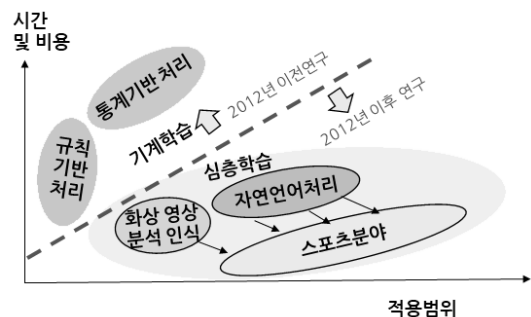 시간
및 비용
통계기반 처리
규칙
기반
처리
기계학습
2012년 이전연구
2012년 이후 연구
심층학습
자연언어처리
화상 영상
분석 인식
스포츠분야
적용범위